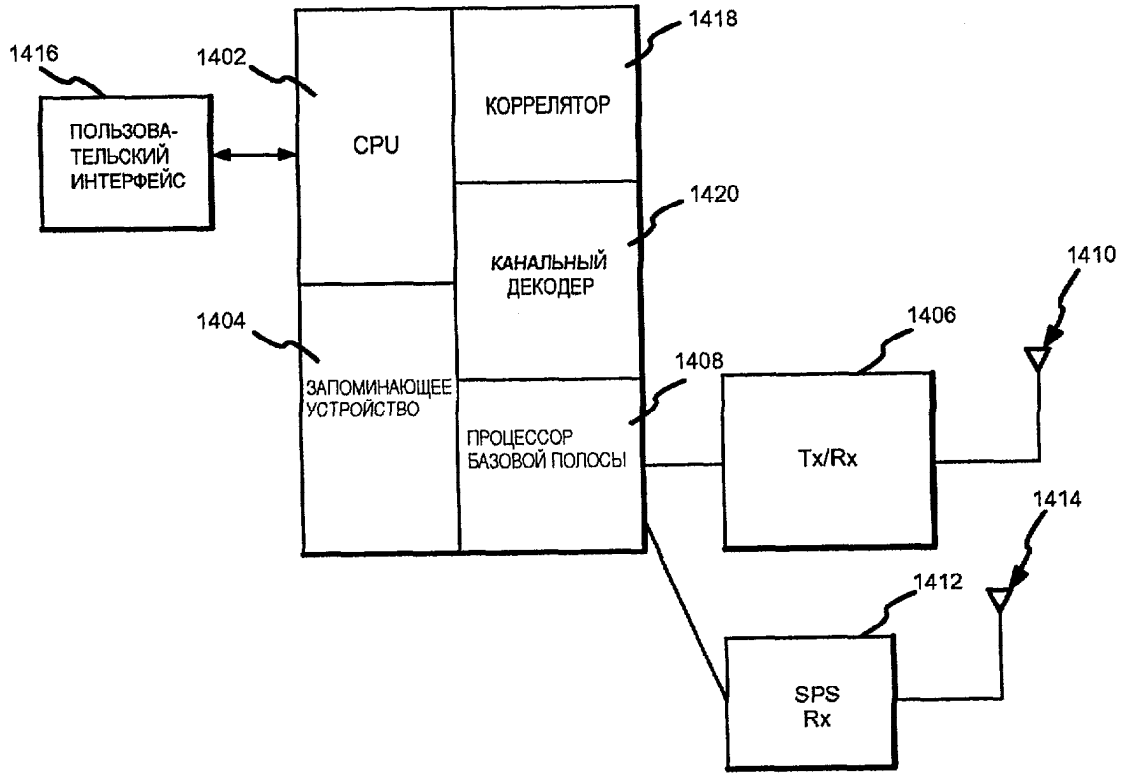 1416
ПОЛЬЗОВА-
ТЕЛЬСКИЙ
ИНТЕРФЕЙС
1402
CPU
1418
КОРРЕЛЯТОР
1420
КАНАЛЬНЫЙ
ДЕКОДЕР
1404
ЗАПОМИНАЮЩЕЕ
УСТРОЙСТВО
1408
ПРОЦЕССОР
БАЗОВОЙ ПОЛОСЫ
1406
Tx/Rx
1410
1412
SPS
Rx
1414